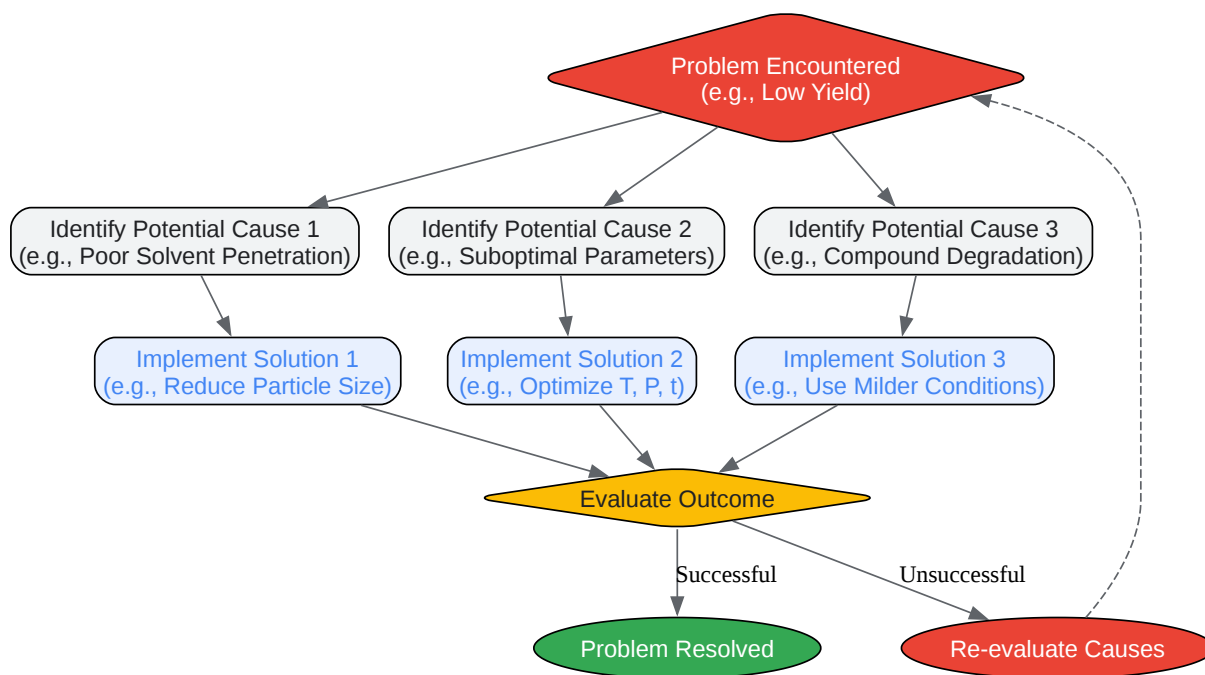 Problem Encountered
(e.g., Low Yield)
Identify Potential Cause 1
(e.g., Poor Solvent Penetration)
Identify Potential Cause 2
(e.g., Suboptimal Parameters)
Identify Potential Cause 3
(e.g., Compound Degradation)
Implement Solution 1
(e.g., Reduce Particle Size)
Implement Solution 2
(e.g., Optimize T, P, t)
Implement Solution 3
(e.g., Use Milder Conditions)
Evaluate Outcome
Successful
Unsuccessful
Problem Resolved
Re-evaluate Causes